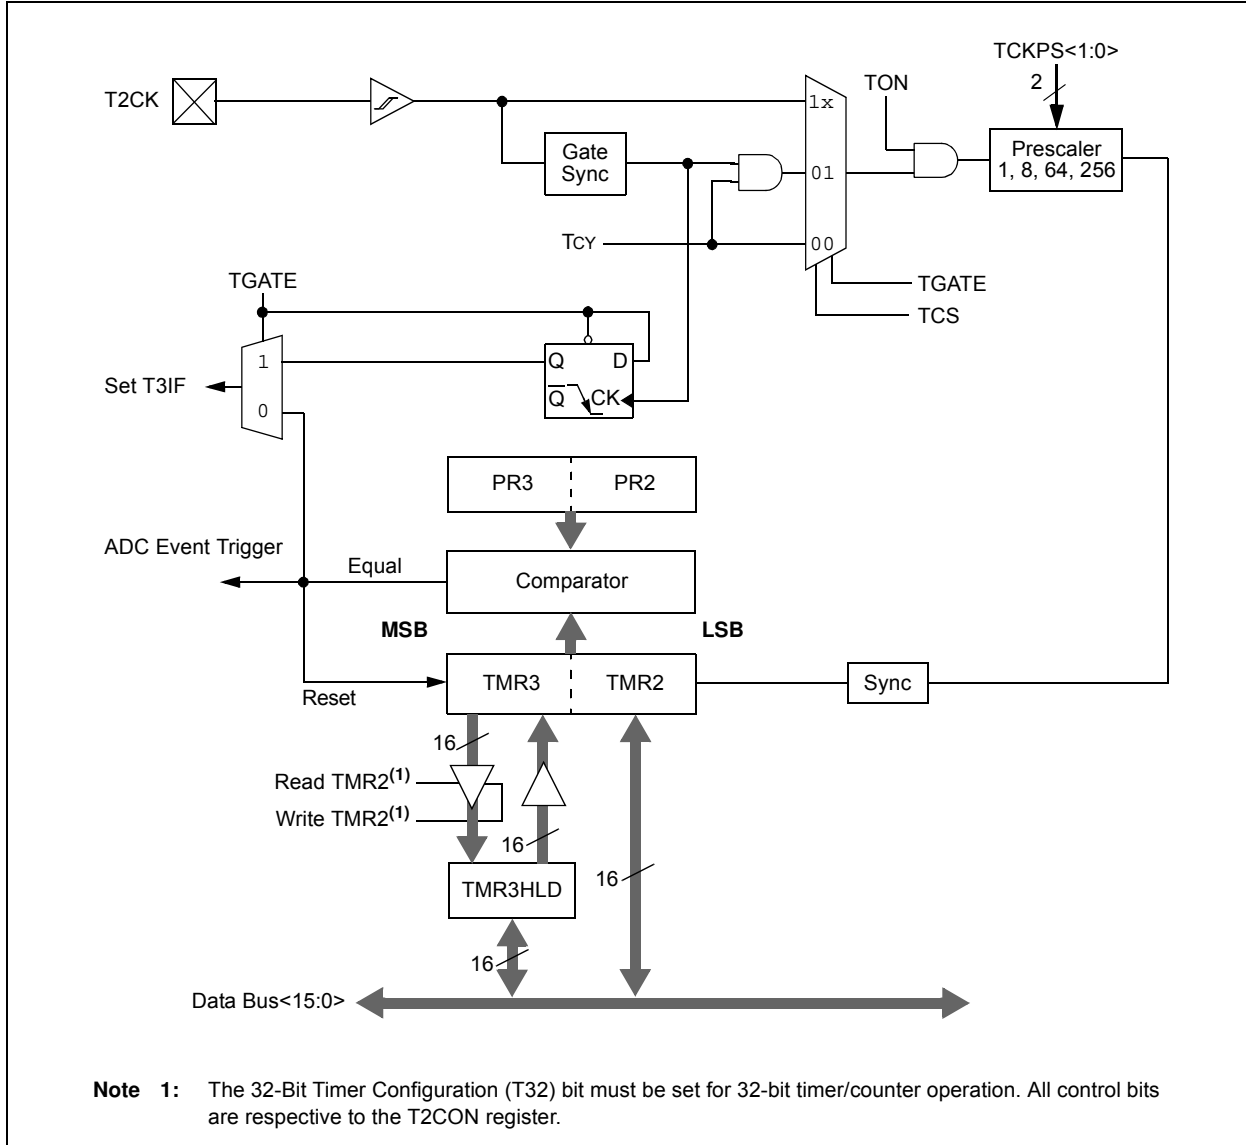 TCKPS<1:0>
2
TON
T2CK
1x
Gate
Sync
Prescaler
1, 8, 64, 256
01
TCY
00
TGATE
TGATE
TCS
1
Q
D
Set T3IF
0
Q
CK
PR3
PR2
ADC Event Trigger
Equal
Comparator
MSB
LSB
TMR3
TMR2
Sync
Reset
16
Read TMR2(1)
Write TMR2(1)
16
16
TMR3HLD
16
Data Bus<15:0>
Note 1: The 32-Bit Timer Configuration (T32) bit must be set for 32-bit timer/counter operation. All control bits
are respective to the T2CON register.